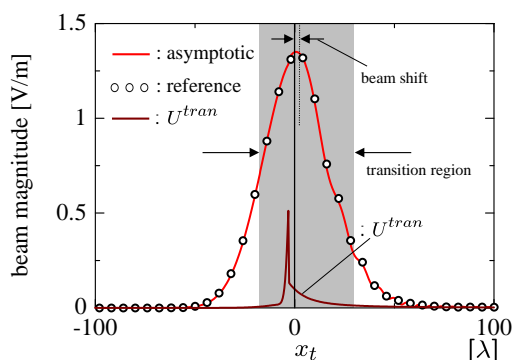 beam magnitude [V/m]
1.5
1
0.5
0
: asymptotic
: reference
: U^{tran}
beam shift
transition region
: U^{tran}
-100
0
100
x_t
[λ]